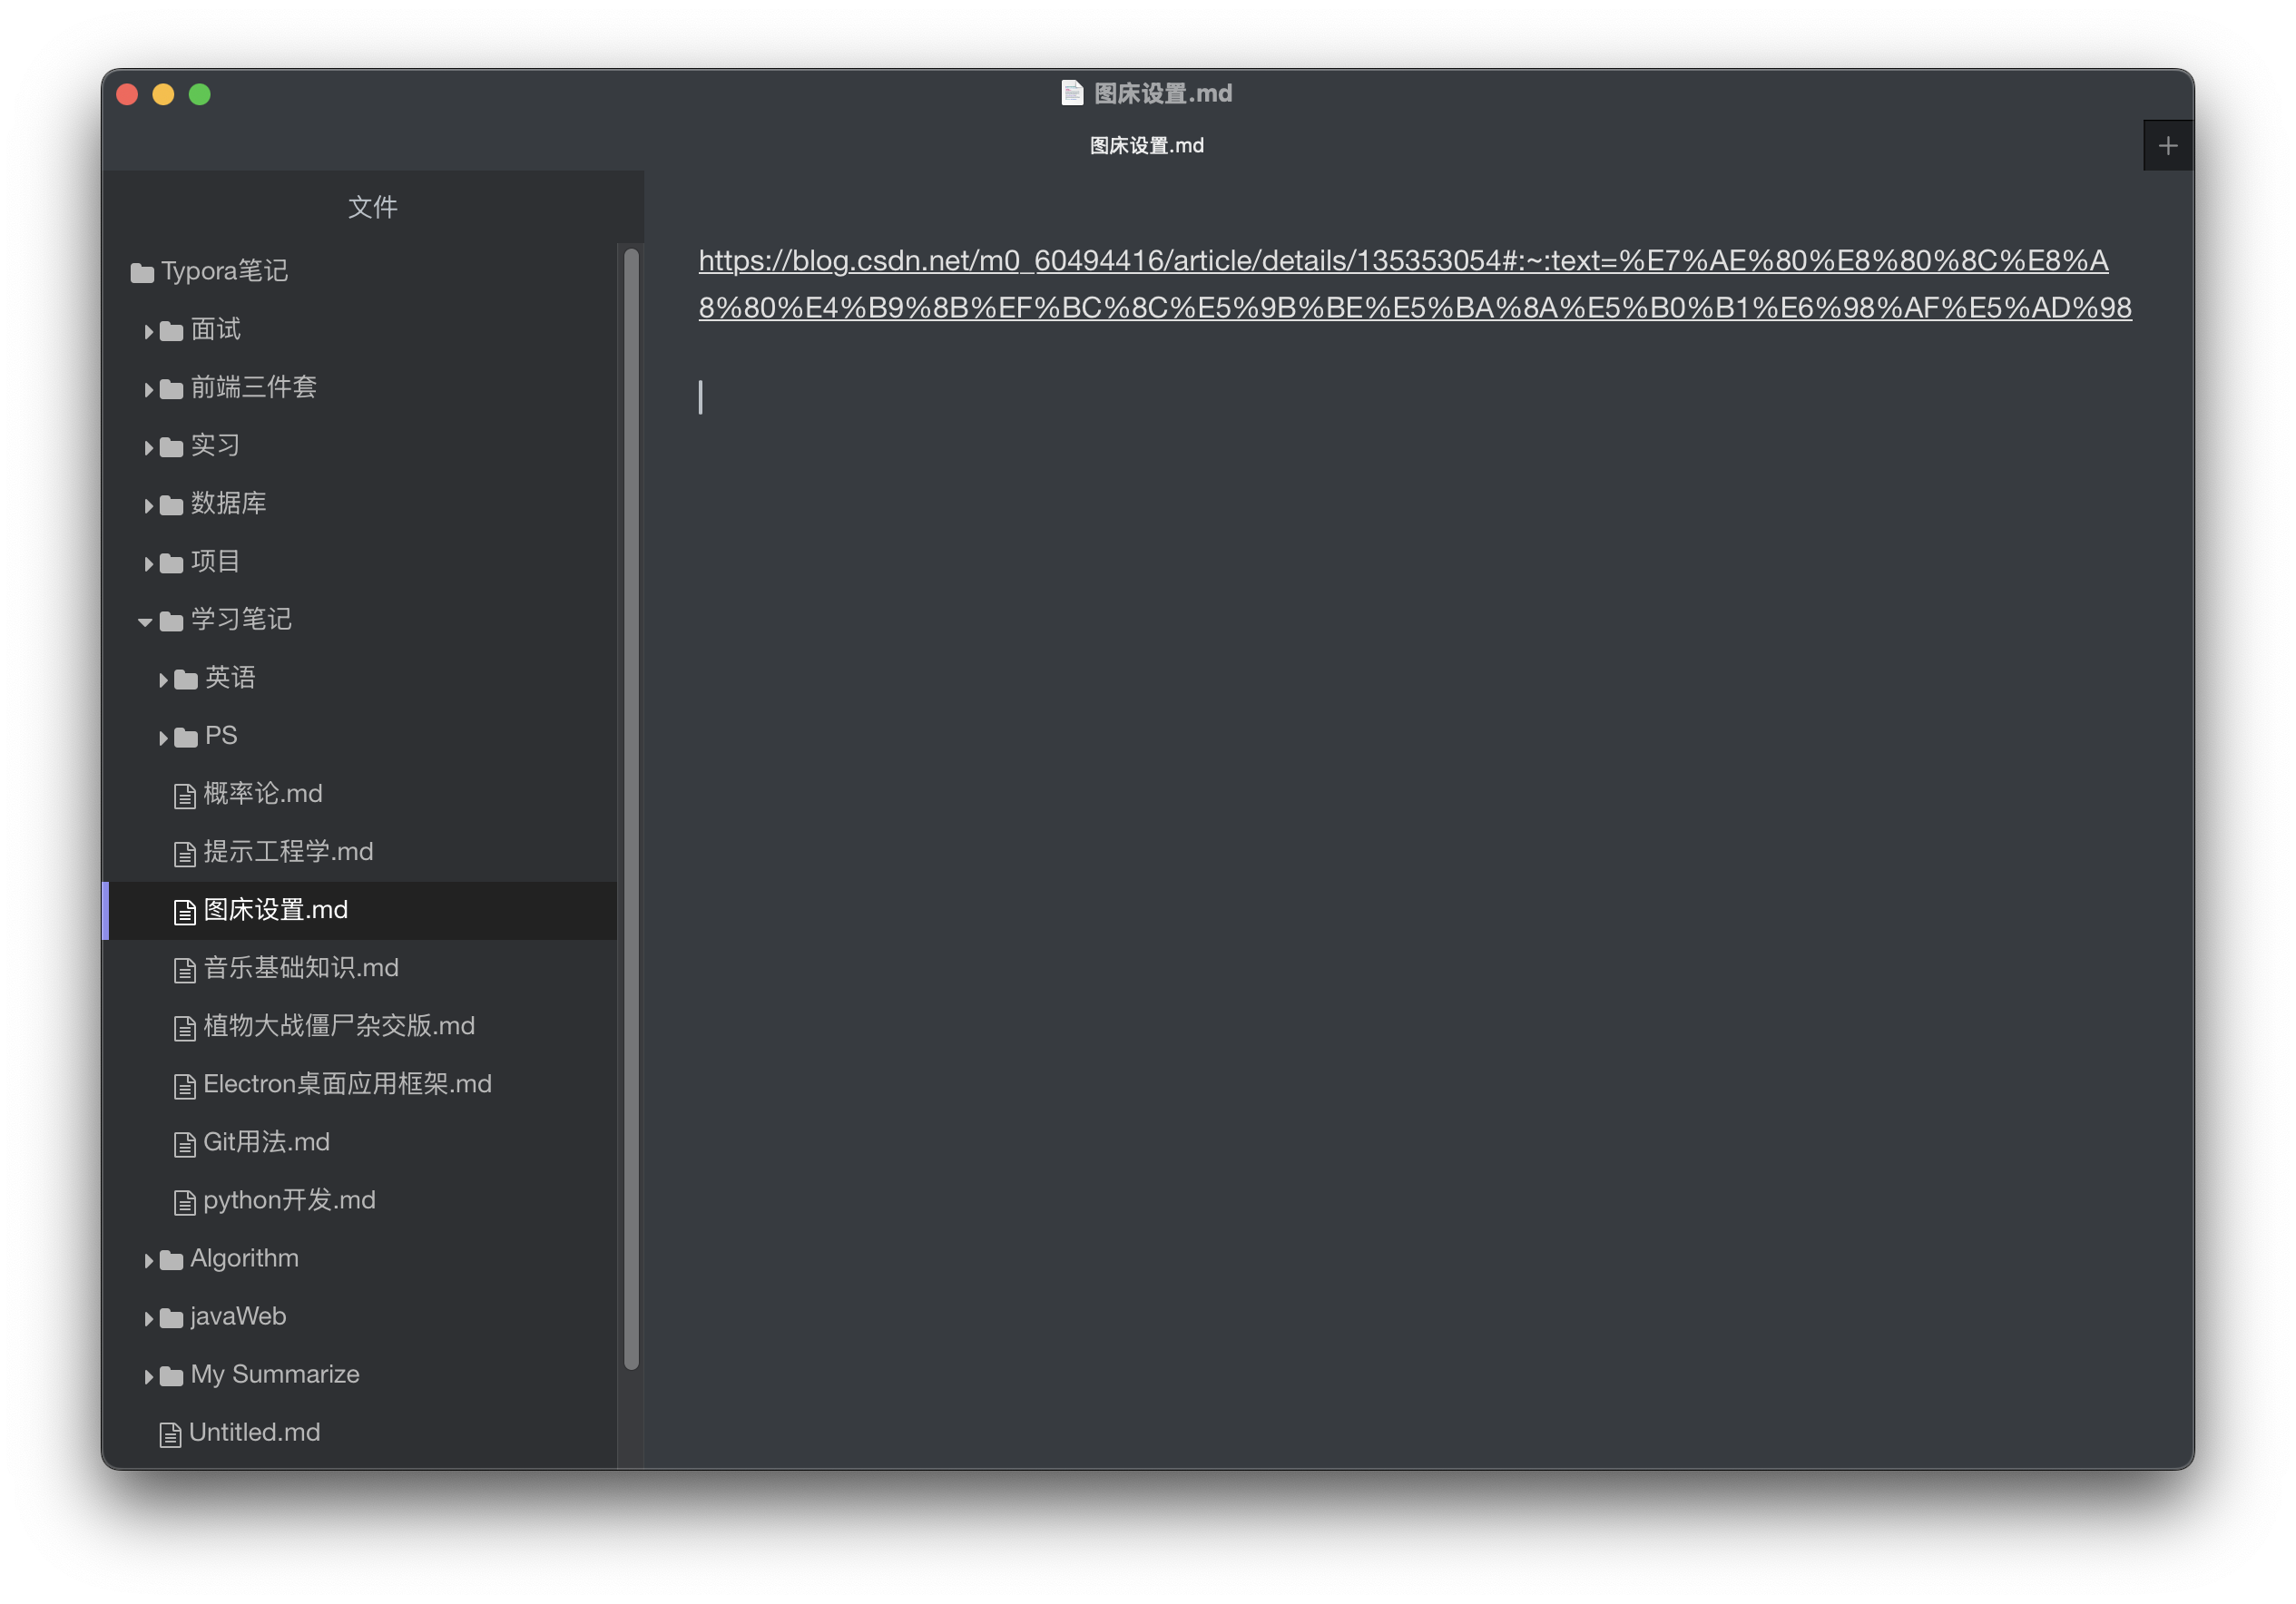 图床设置.md
图床设置.md
文件
Typora笔记
面试
前端三件套
实习
数据库
项目
学习笔记
英语
PS
概率论.md
提示工程学.md
图床设置.md
音乐基础知识.md
植物大战僵尸杂交版.md
Electron桌面应用框架.md
Git用法.md
python开发.md
Algorithm
javaWeb
My Summarize
Untitled.md
https://blog.csdn.net/m0_60494416/article/details/135353054#:~:text=%E7%AE%80%E8%80%8C%E8%A
8%80%E4%B9%8B%EF%BC%8C%E5%9B%BE%E5%BA%8A%E5%B0%B1%E6%98%AF%E5%AD%98